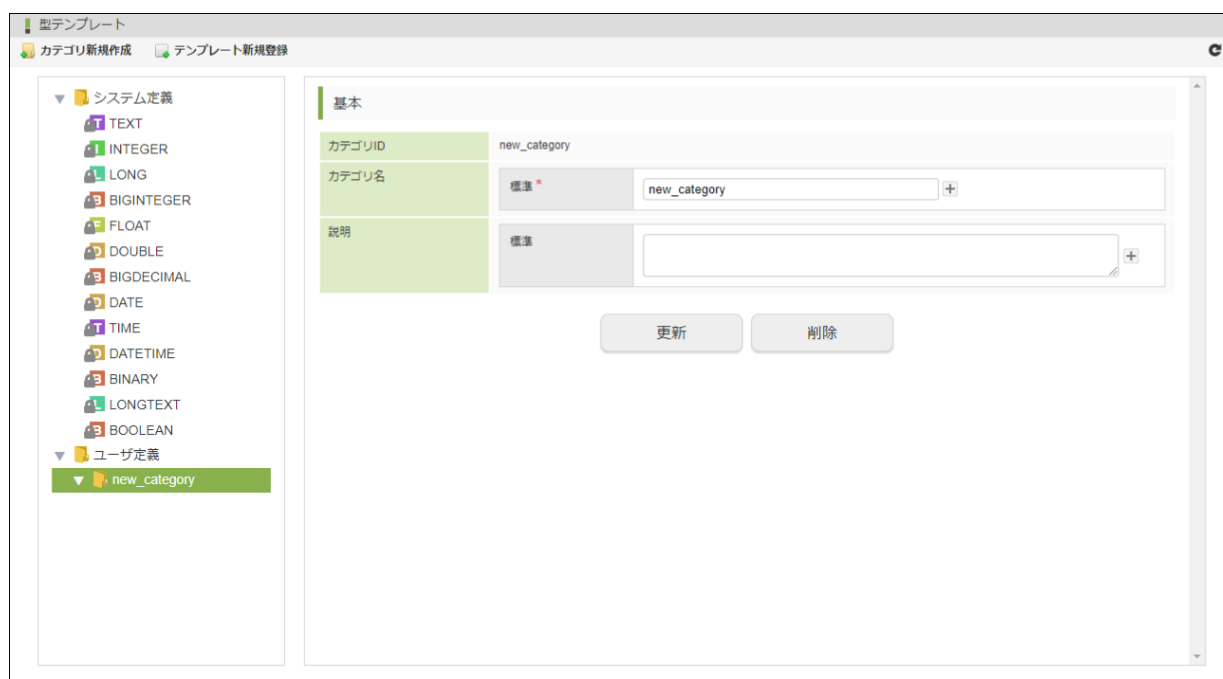 型テンプレート
カテゴリ新規作成 テンプレート新規登録
システム定義
TEXT
INTEGER
LONG
BIGINTEGER
FLOAT
DOUBLE
BIGDECIMAL
DATE
TIME
DATETIME
BINARY
LONGTEXT
BOOLEAN
ユーザ定義
new_category
基本
カテゴリID new_category
カテゴリ名 標準 * new_category
説明 標準
更新 削除